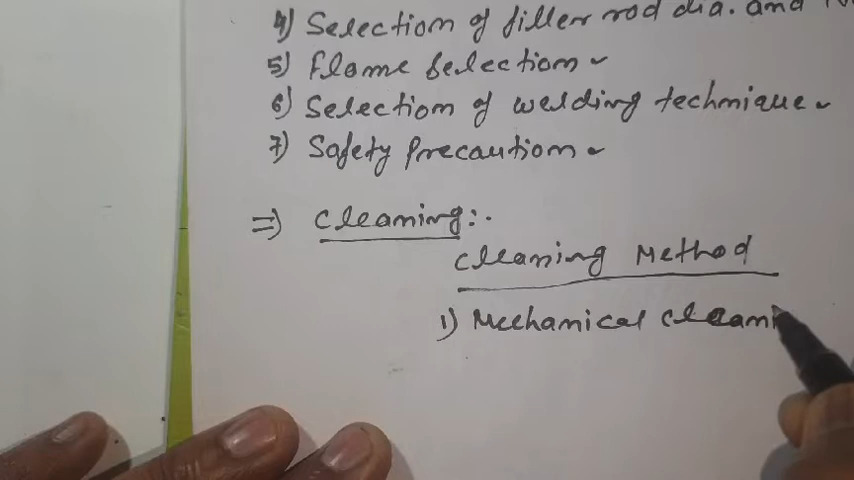 4) Selection of filler rod dia. and
5) Flame Selection
6) Selection of welding technique
7) Safety Precaution
=) Cleaning:.
Cleaning Method
1) Mechanical Cleani